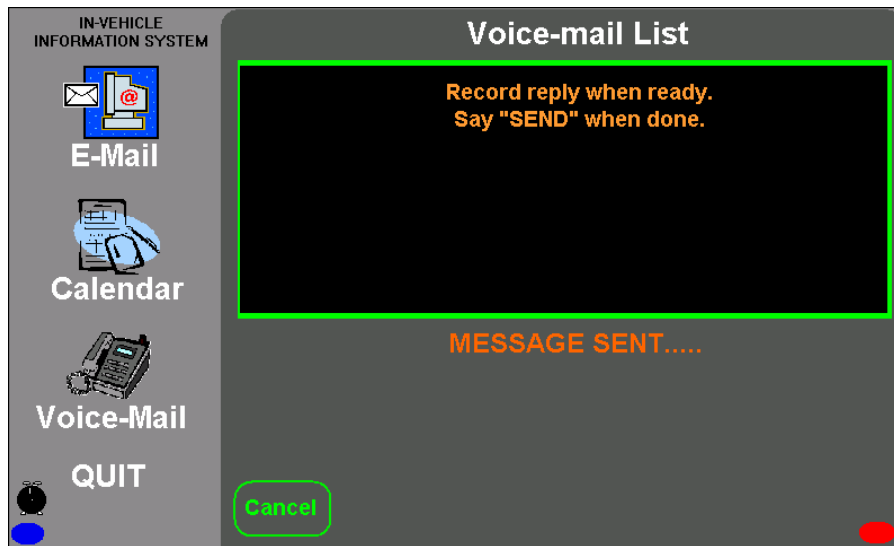 IN-VEHICLE
INFORMATION SYSTEM
@
E-Mail
Calendar
Voice-Mail
QUIT
Voice-mail List
Record reply when ready.
Say "SEND" when done.
MESSAGE SENT.....
Cancel